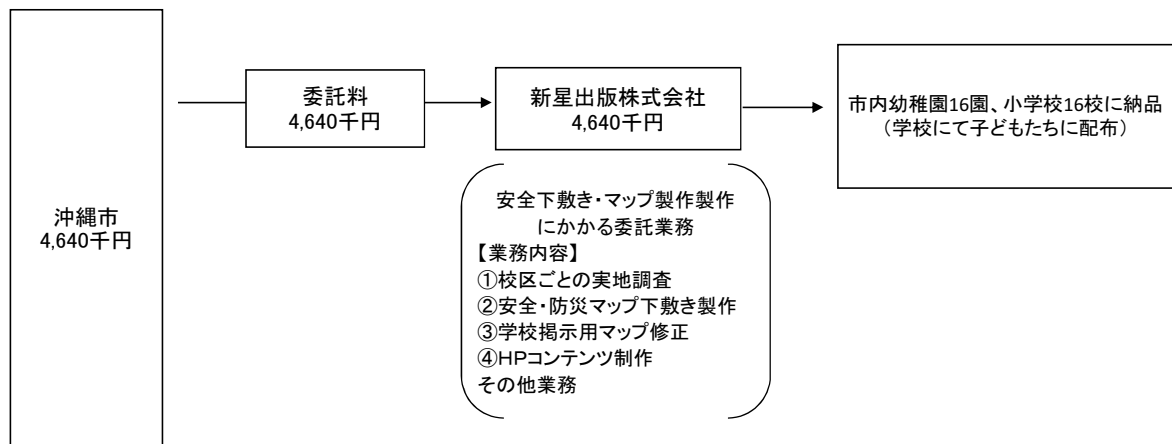 沖縄市
4,640千円
委託料
4,640千円
新星出版株式会社
4,640千円
市内幼稚園16園、小学校16校に納品
（学校にて子どもたちに配布）
安全下敷き・マップ製作製作
にかかる委託業務
【業務内容】
①校区ごとの実地調査
②安全・防災マップ下敷き製作
③学校掲示用マップ修正
④HPコンテンツ制作
その他業務